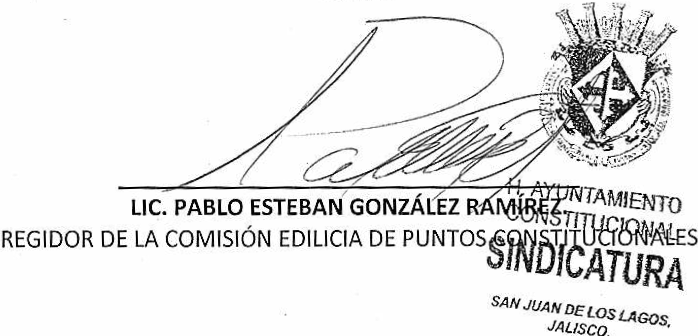 LIC. PABLO ESTEBAN GONZÁLEZ RAMÍREZ
REGIDOR DE LA COMISIÓN EDILICIA DE PUNTOS CONSTITUCIONALES
H. AYUNTAMIENTO
CONSTITUCIONAL
SINDICATURA
SAN JUAN DE LOS LAGOS,
JALISCO.